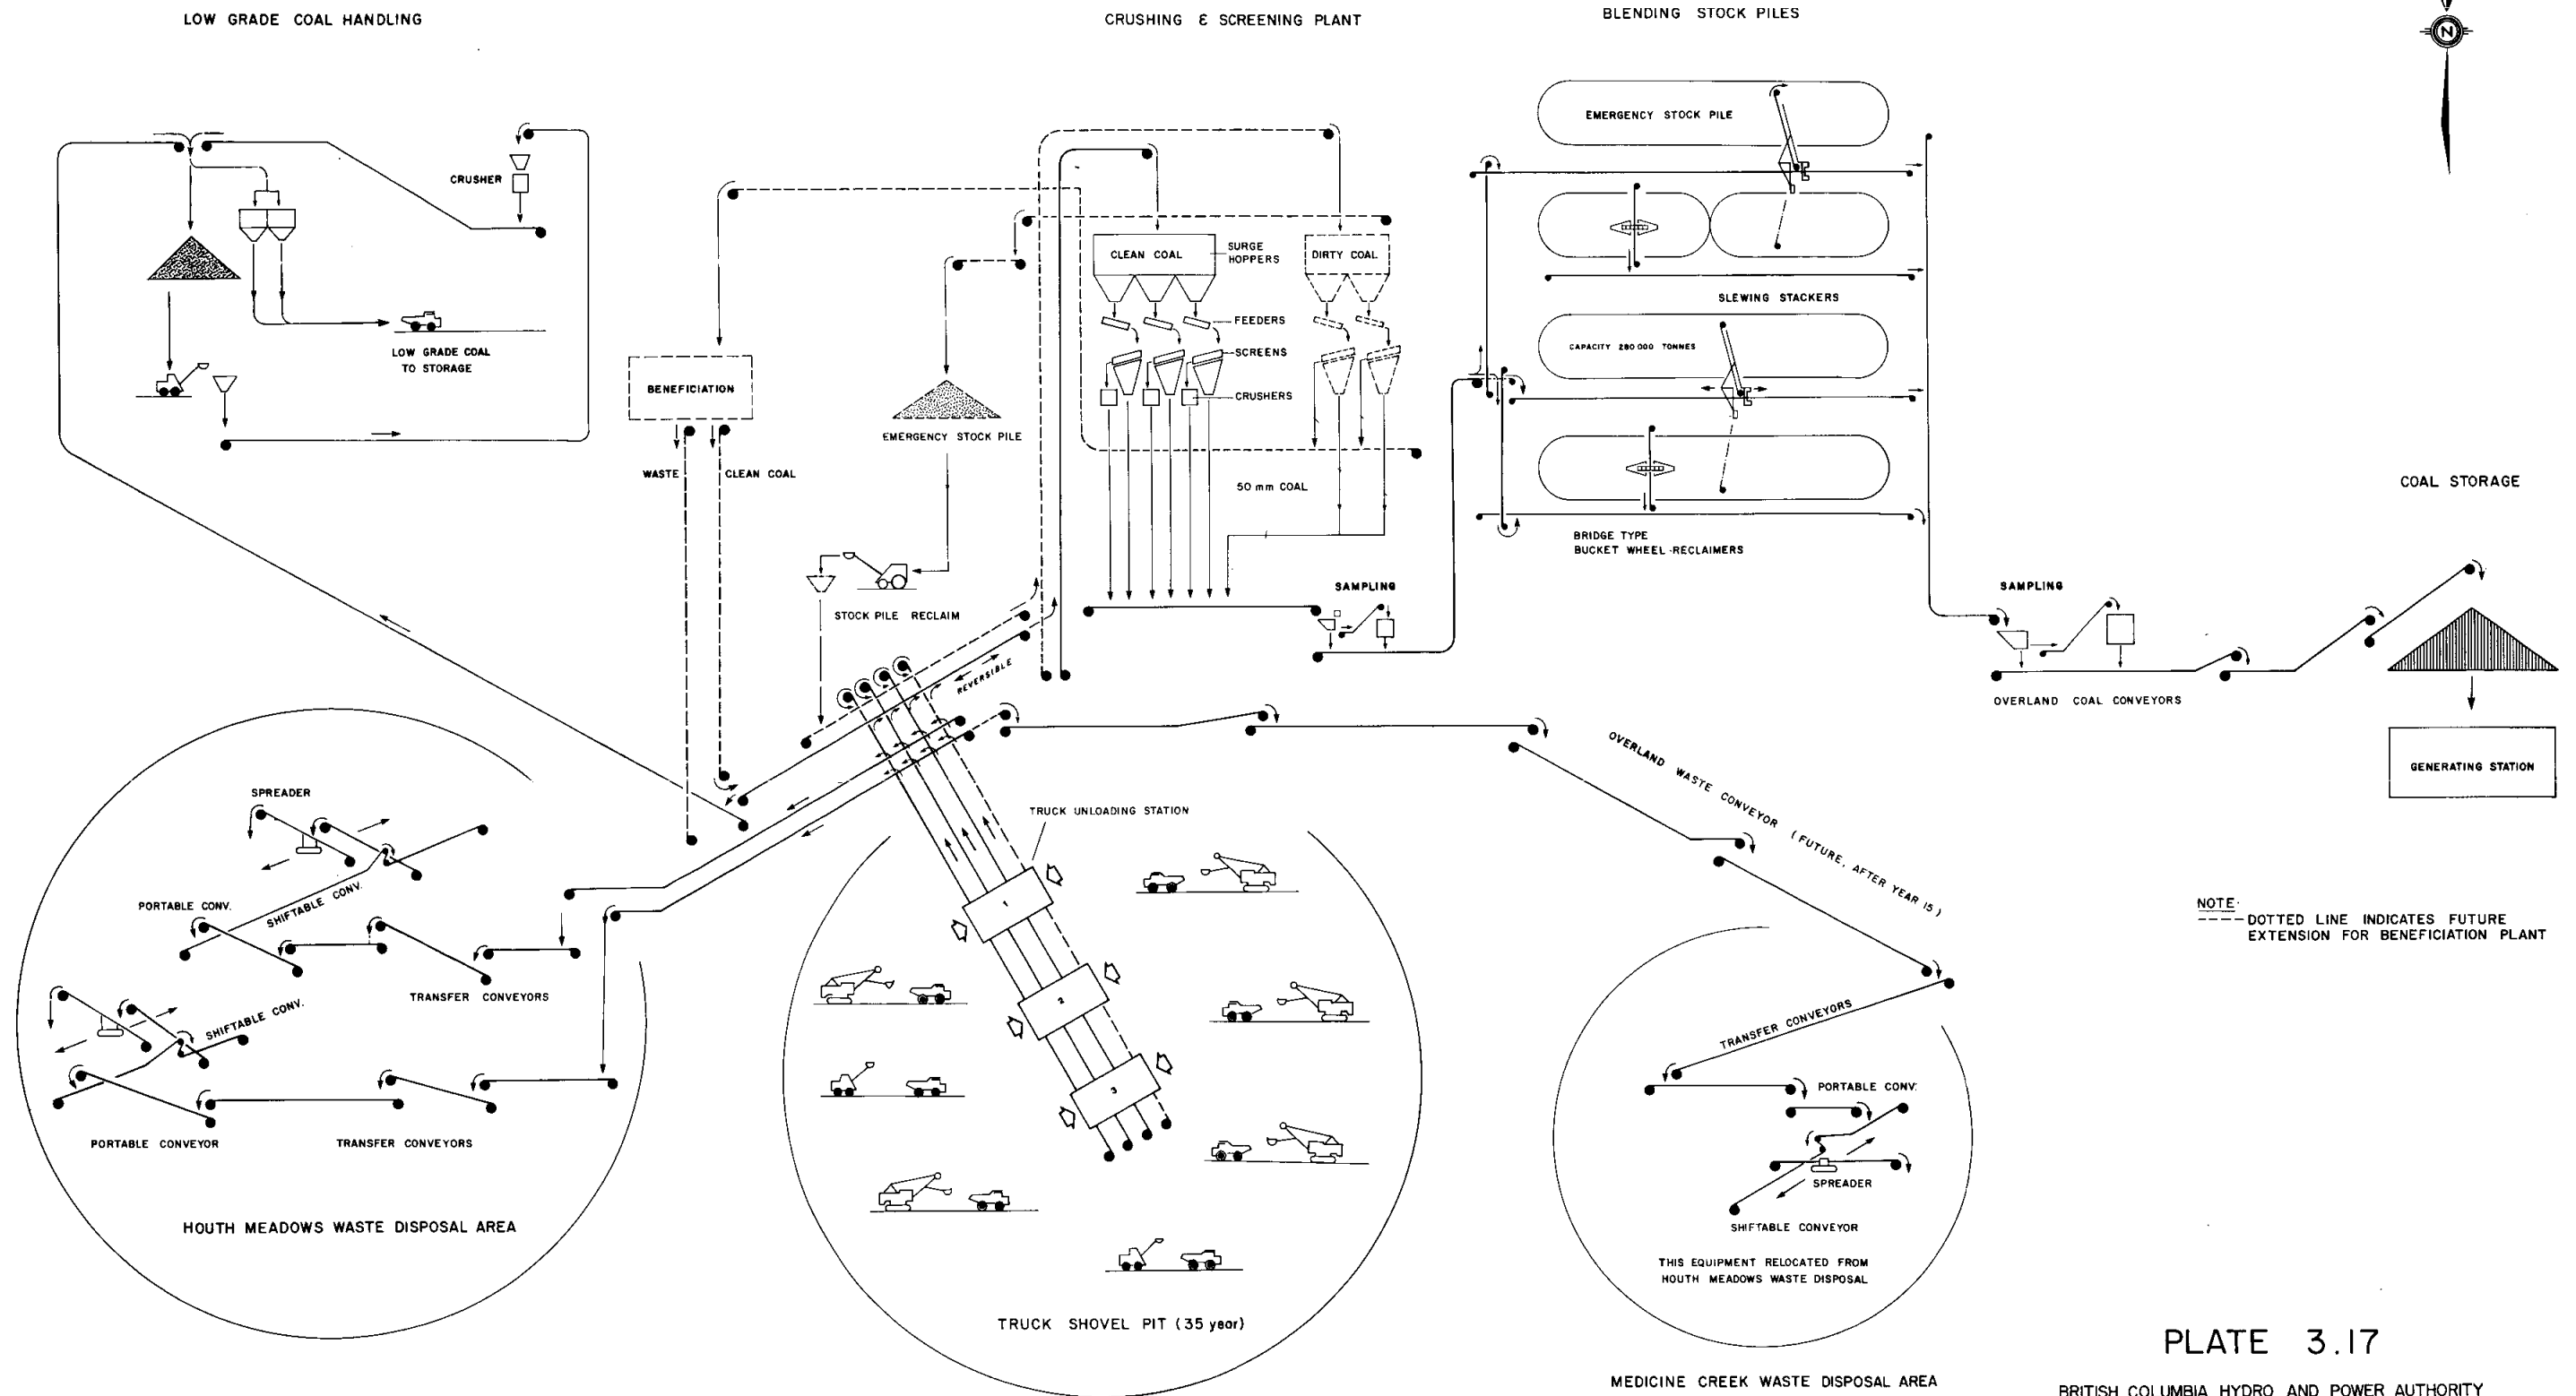 LOW GRADE COAL HANDLING
CRUSHING & SCREENING PLANT
BLENDING STOCK PILES
N
EMERGENCY STOCK PILE
CRUSHER
CLEAN COAL
SURGE
HOPPERS
DIRTY COAL
SLEWING STACKERS
FEEDERS
CAPACITY 280 000 TONNES
LOW GRADE COAL
TO STORAGE
SCREENS
BENEFICIATION
CRUSHERS
EMERGENCY STOCK PILE
WASTE
CLEAN COAL
50 mm COAL
COAL STORAGE
BRIDGE TYPE
BUCKET WHEEL-RECLAIMERS
SAMPLING
SAMPLING
STOCK PILE RECLAIM
REVERSIBLE
OVERLAND COAL CONVEYORS
GENERATING STATION
OVERLAND WASTE CONVEYOR (FUTURE, AFTER YEAR 15)
SPREADER
TRUCK UNLOADING STATION
PORTABLE CONV.
SHIFTABLE CONV.
1
NOTE:
---- DOTTED LINE INDICATES FUTURE
EXTENSION FOR BENEFICIATION PLANT
TRANSFER CONVEYORS
2
SHIFTABLE CONV.
TRANSFER CONVEYORS
3
PORTABLE CONV.
PORTABLE CONVEYOR
TRANSFER CONVEYORS
SPREADER
HOUTH MEADOWS WASTE DISPOSAL AREA
SHIFTABLE CONVEYOR
THIS EQUIPMENT RELOCATED FROM
HOUTH MEADOWS WASTE DISPOSAL
TRUCK SHOVEL PIT (35 year)
PLATE 3.17
MEDICINE CREEK WASTE DISPOSAL AREA
BRITISH COLUMBIA HYDRO AND POWER AUTHORITY